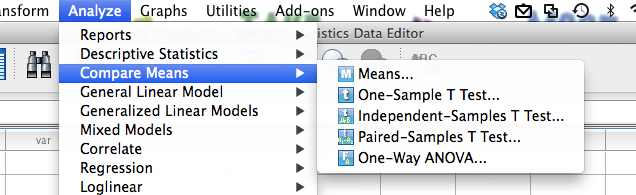 ansform Analyze Graphs Utilities Add-ons Window Help
istics Data Editor
Reports
Descriptive Statistics
Compare Means
General Linear Model
Generalized Linear Models
Mixed Models
Correlate
Regression
Loglinear
Means...
One-Sample T Test...
Independent-Samples T Test...
Paired-Samples T Test...
One-Way ANOVA...
var
var